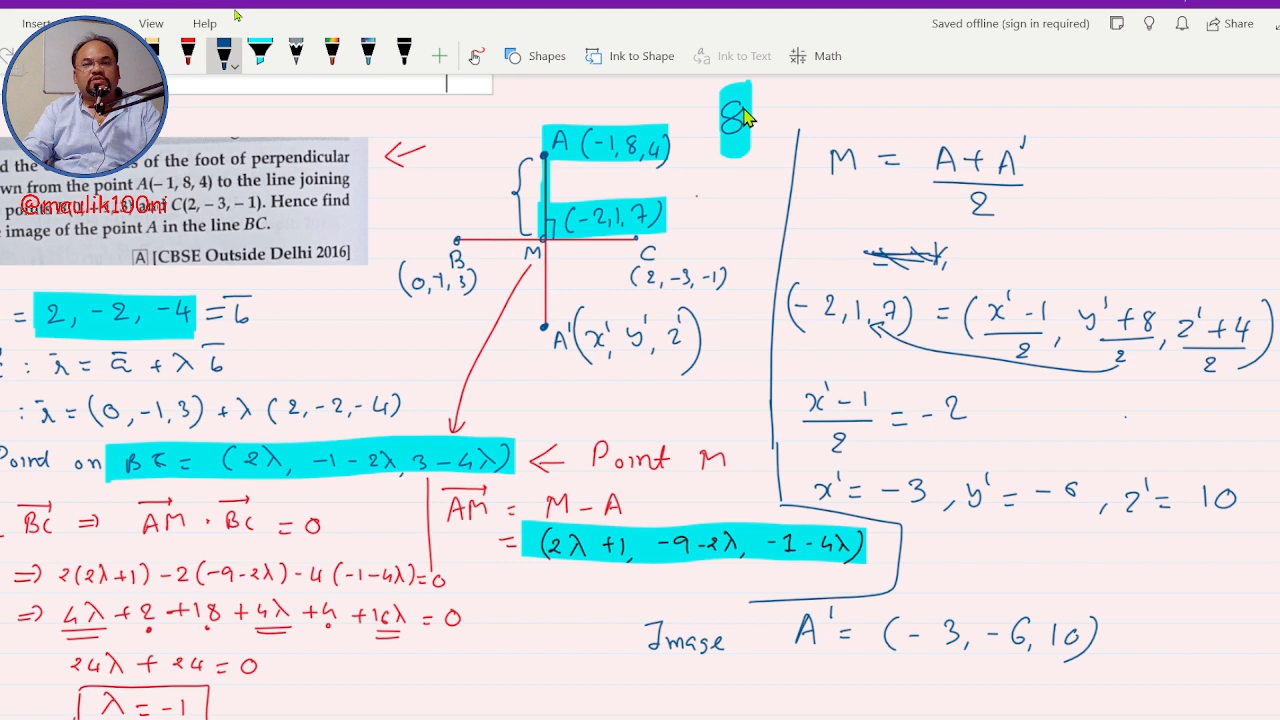 Insert View Help Saved offline (sign in required) Share
Shapes Ink to Shape Ink to Text Math
8
of the foot of perpendicular
wn from the point A(– 1, 8, 4) to the line joining
C(2, – 3, – 1). Hence find
image of the point A in the line BC.
A [CBSE Outside Delhi 2016]
@maulik100ni
A (-1, 8, 4)
(-2, 1, 7)
B M C
(2, -3, -1)
A' (x', y', z')
= 2, -2, -4 = b
: r = a + λ b
: r = (0, -1, 3) + λ (2, -2, -4)
Point on BC = (2λ, -1-2λ, 3-4λ) ← Point M
BC ⇒ AM · BC = 0
AM = M - A
= (2λ+1, -9-2λ, -1-4λ)
⇒ 2(2λ+1) -2(-9-2λ) -4(-1-4λ) = 0
⇒ 4λ + 2 + 18 + 4λ + 4 + 16λ = 0
24λ + 24 = 0
λ = -1
M = A + A' / 2
(-2, 1, 7) = (x'-1 / 2, y'+8 / 2, z'+4 / 2)
x'-1 / 2 = -2
x' = -3, y' = -6, z' = 10
Image A' = (-3, -6, 10)